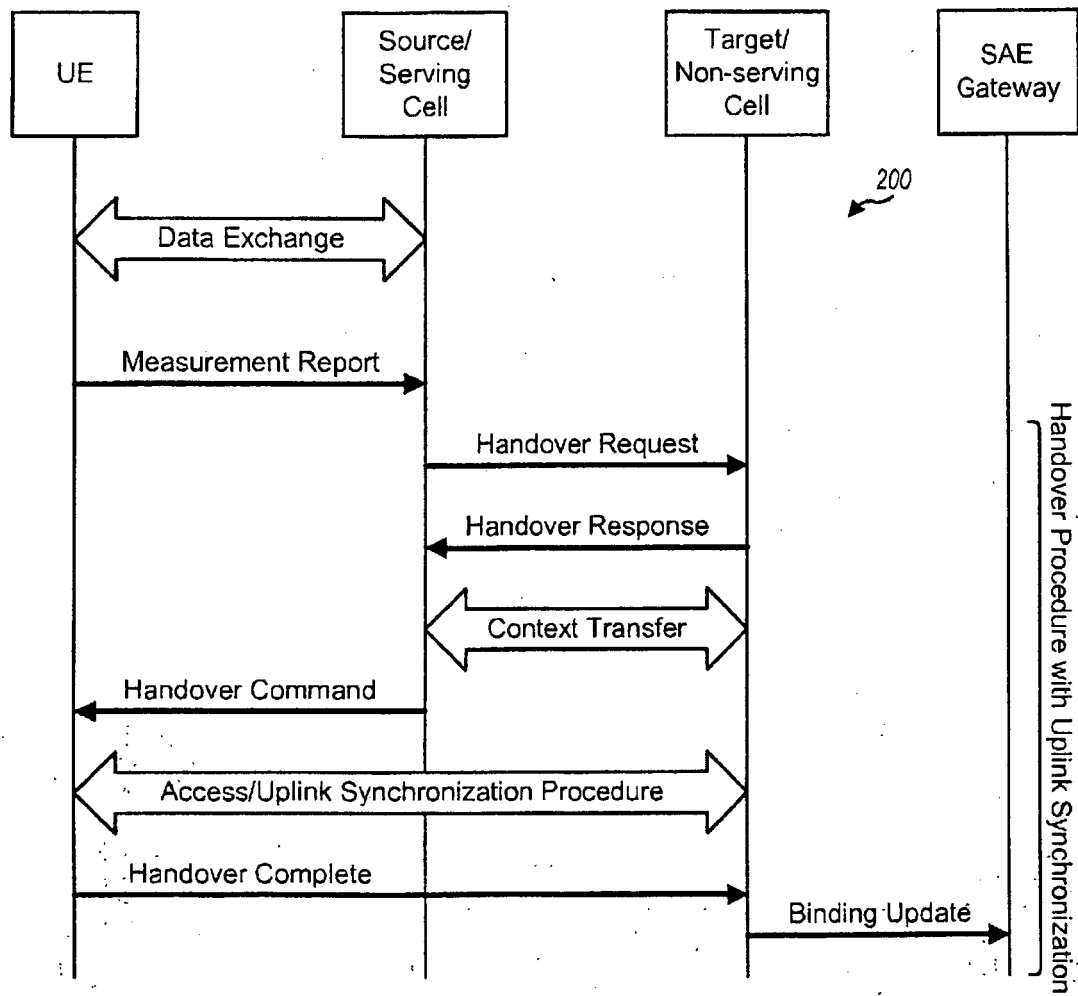 UE
Source/
Serving
Cell
Target/
Non-serving
Cell
SAE
Gateway
200
Data Exchange
Measurement Report
Handover Request
Handover Response
Context Transfer
Handover Command
Access/Uplink Synchronization Procedure
Handover Complete
Binding Update
Handover Procedure with Uplink Synchronization